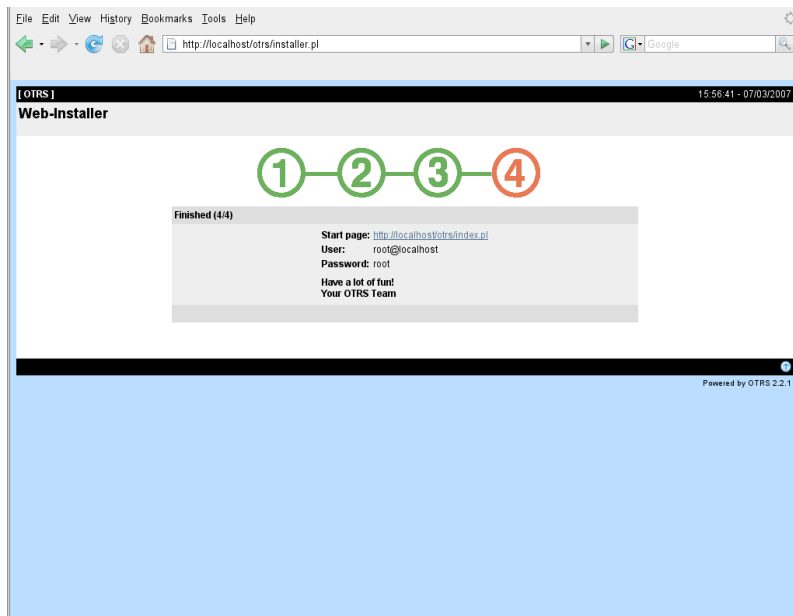 File Edit View History Bookmarks Tools Help
http://localhost/otrs/installer.pl G Google
[ OTRS ] 15:56:41 - 07/03/2007
Web-Installer
1 2 3 4
Finished (4/4)
Start page: http://localhost/otrs/index.pl
User: root@localhost
Password: root
Have a lot of fun!
Your OTRS Team
Powered by OTRS 2.2.1